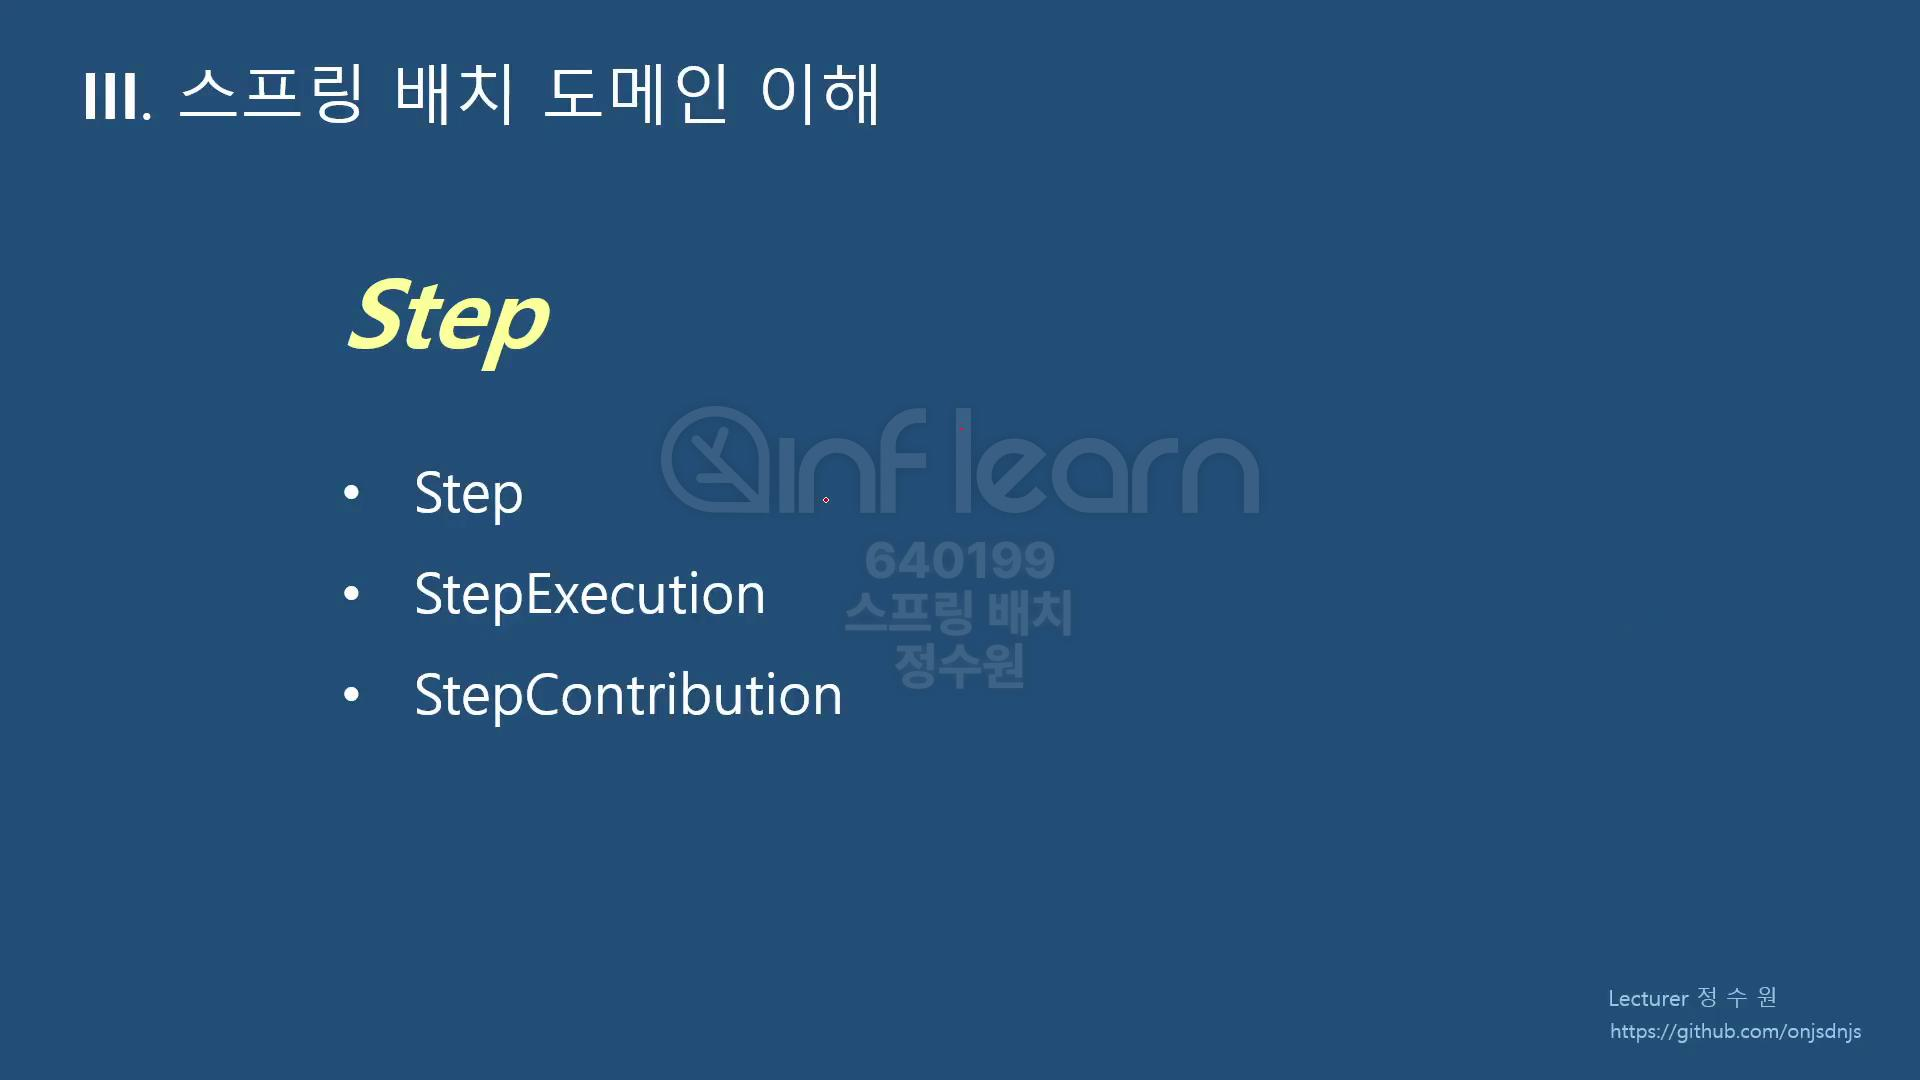 III. 스프링 배치 도메인 이해
Step
• Step
• StepExecution
• StepContribution
inflearn
640199
스프링 배치
정수원
Lecturer 정 수 원
https://github.com/onjsdnjs